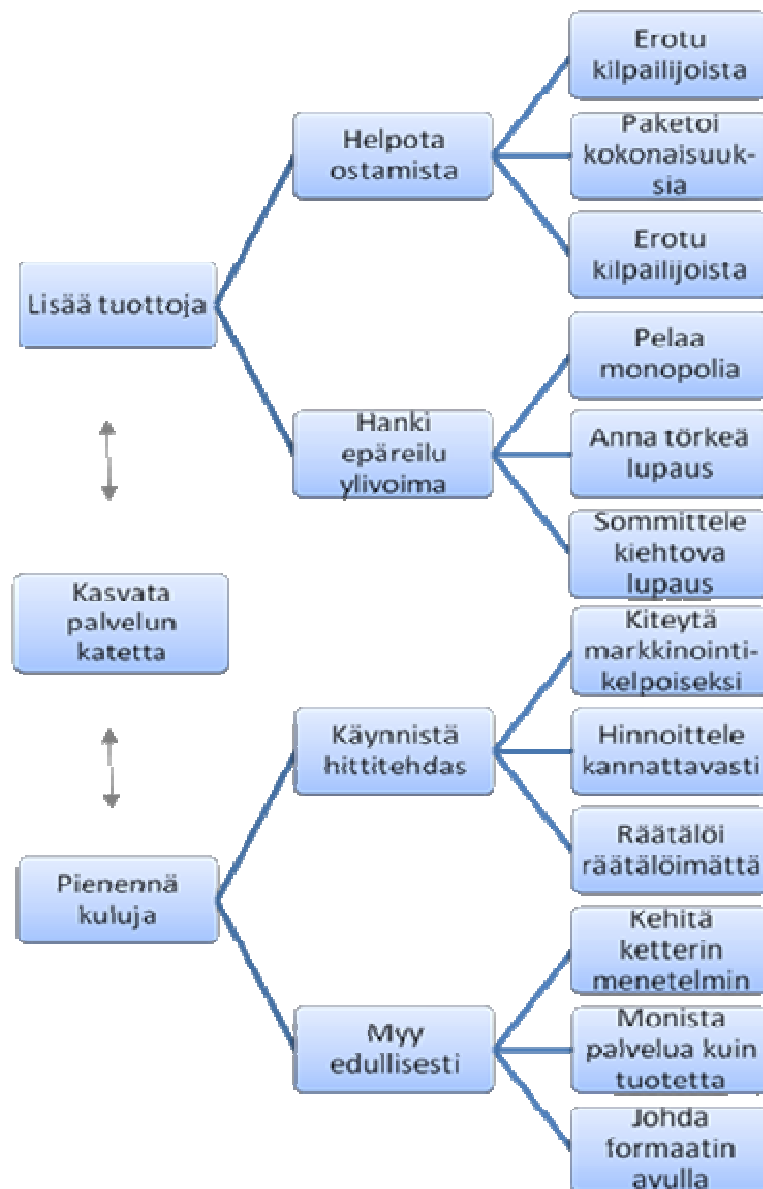 Erotu
kilpailijoista
Helpota
ostamista
Paketoi
kokonaisuuk-
sia
Erotu
kilpailijoista
Lisää tuottoja
Pelaa
monopolia
Hanki
epäreilu
ylivoima
Anna törkeä
lupaus
Sommittele
kiehtova
lupaus
Kasvata
palvelun
katetta
Kiteytä
markkinointi-
kelpoiseksi
Käynnistä
hittitehdas
Hinnoittele
kannattavasti
Räätälöi
räätälöimättä
Pienennä
kuluja
Kehitä
ketterin
menetelmin
Myy
edullisesti
Monista
palvelua kuin
tuotetta
Johda
formaatin
avulla